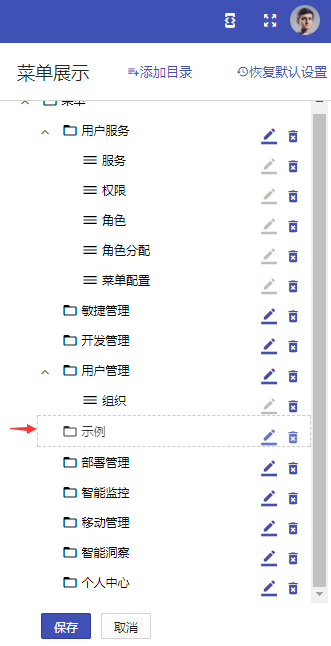 菜单展示
添加目录
恢复默认设置
菜单
用户服务
服务
权限
角色
角色分配
菜单配置
敏捷管理
开发管理
用户管理
组织
示例
部署管理
智能监控
移动管理
智能洞察
个人中心
保存
取消